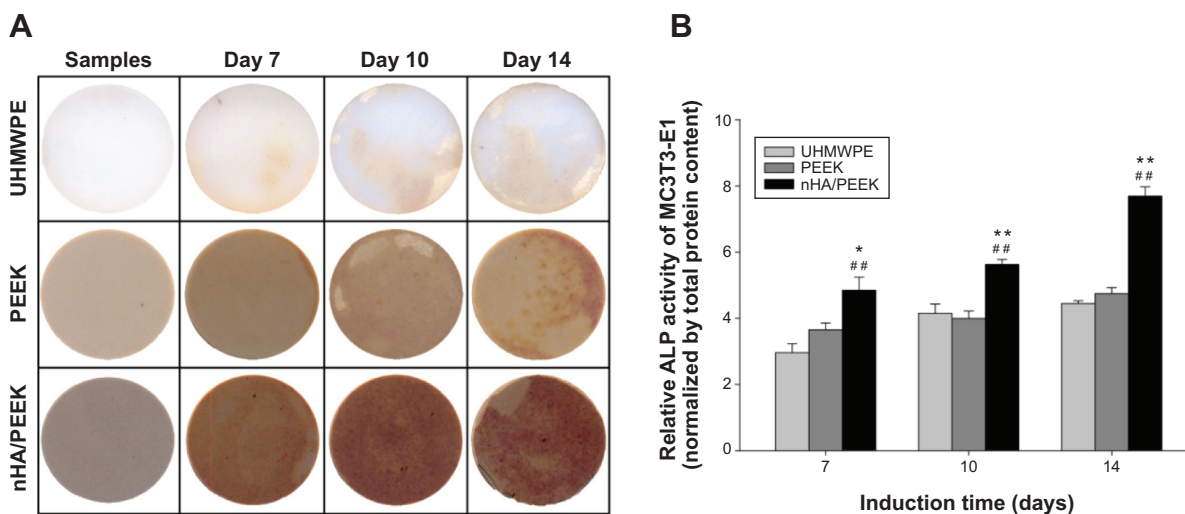 A
Samples Day 7 Day 10 Day 14
UHMWPE
PEEK
nHA/PEEK
B
Relative ALP activity of MC3T3-E1
(normalized by total protein content)
10
8
6
4
2
0
UHMWPE
PEEK
nHA/PEEK
*
##
**
##
**
##
7 10 14
Induction time (days)